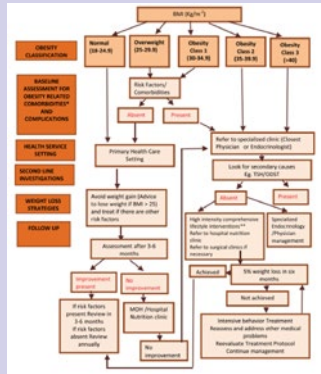 BMI (Kg/m²)
OBESITY
CLASSIFICATION
Normal
(18-24.9)
Overweight
(25-29.9)
Obesity
Class 1
(30-34.9)
Obesity
Class 2
(35-39.9)
Obesity
Class 3
(>40)
BASELINE
ASSESSMENT FOR
OBESITY RELATED
COMORBIDITIES*
AND
COMPLICATIONS
Risk Factors/
Comorbidities
Absent
Present
HEALTH SERVICE
SETTING
Primary Health Care
Setting
Refer to specialized clinic (Closest
Physician or Endocrinologist)
SECOND LINE
INVESTIGATIONS
Look for secondary causes
Eg. TSH/ODST
Absent
Present
WEIGHT LOSS
STRATEGIES
Avoid weight gain (Advice
to lose weight if BMI > 25)
and treat if there are other
risk factors
High intensity comprehensive
lifestyle interventions**
Refer to hospital nutrition
clinic
Refer to surgical clinics if
necessary
Specialized
Endocrinology
/Physician
management
FOLLOW UP
Assessment after 3-6
months
Achieved
5% weight loss in six
months
Improvement
present
No
improvement
Not achieved
If risk factors
present Review in
3-6 months
If risk factors
absent Review
annually
MOH /Hospital
Nutrition clinic
No
improvement
Intensive behavior Treatment
Reasons and address other medical
problems
Reevaluate Treatment Protocol
Continue management